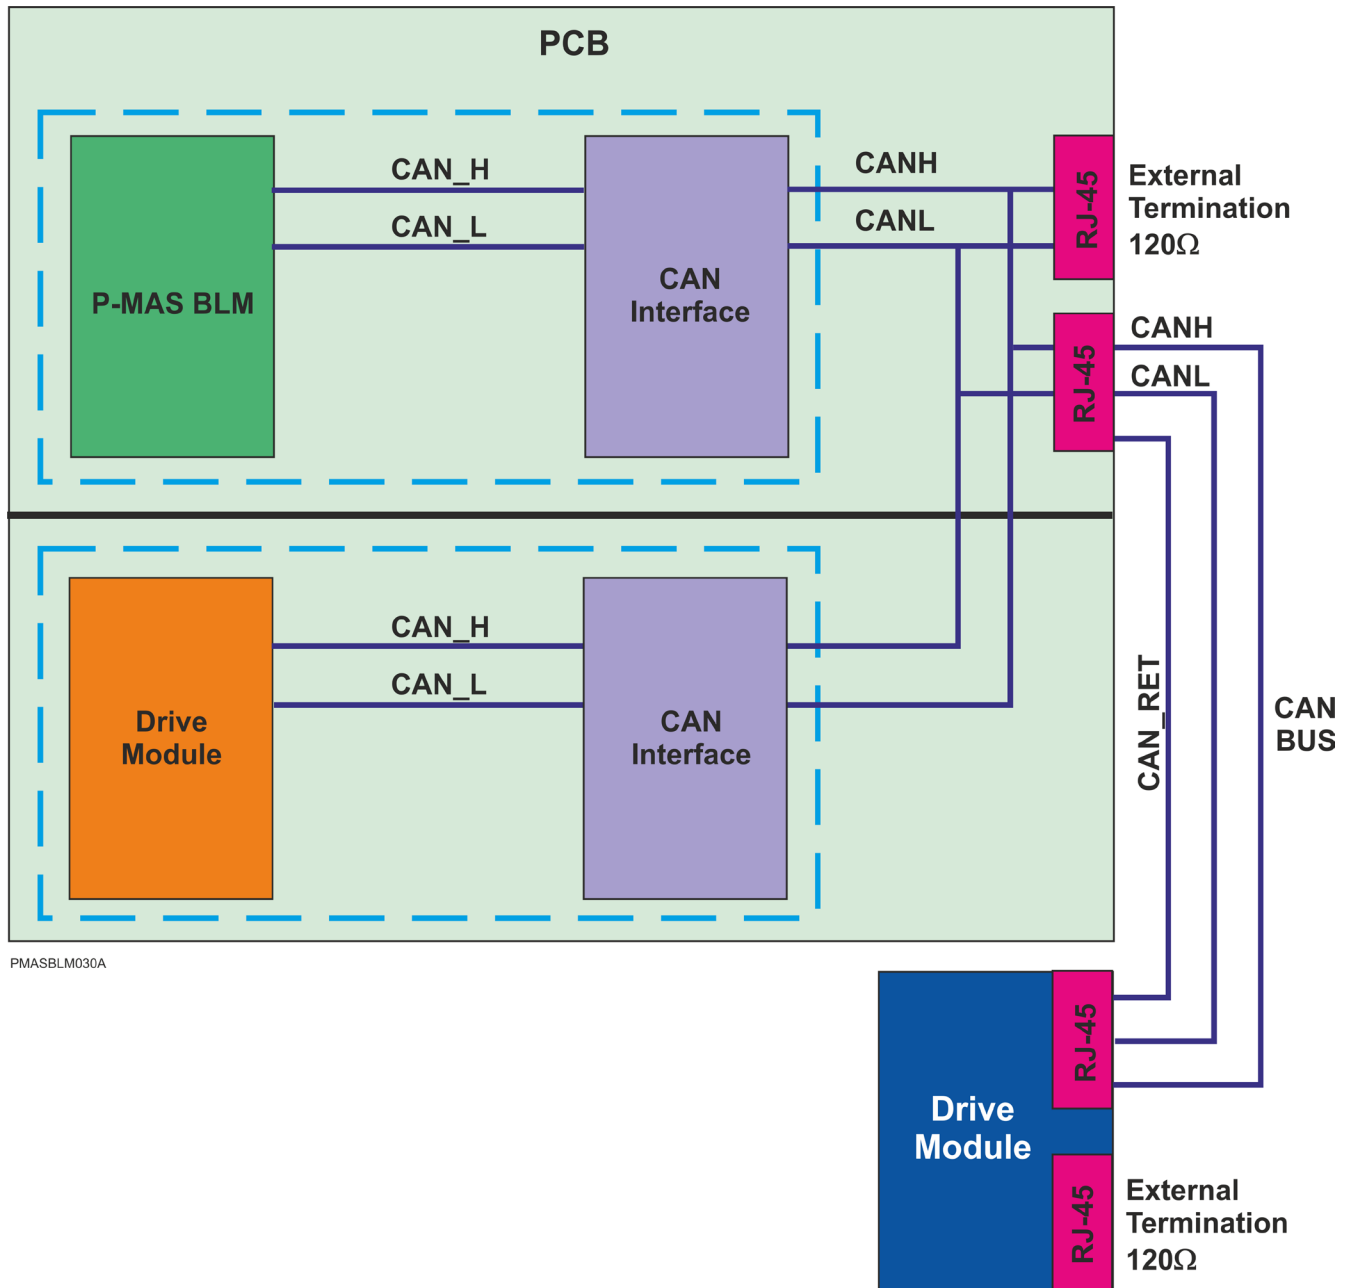 PCB
CAN_H
CAN_L
P-MAS BLM
CAN
Interface
CANH
CANL
RJ-45
External
Termination
120Ω
RJ-45
CANH
CANL
CAN_H
CAN_L
Drive
Module
CAN
Interface
CAN_RET
CAN
BUS
PMASBLM030A
RJ-45
Drive
Module
RJ-45
External
Termination
120Ω